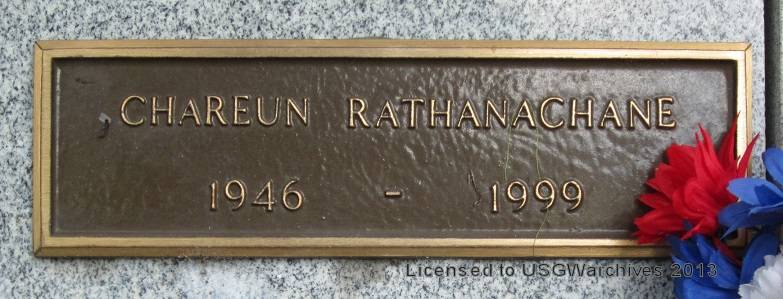 CHAREUN RATHANACHANE
1946 - 1999
Licensed to USGWarchives 2013